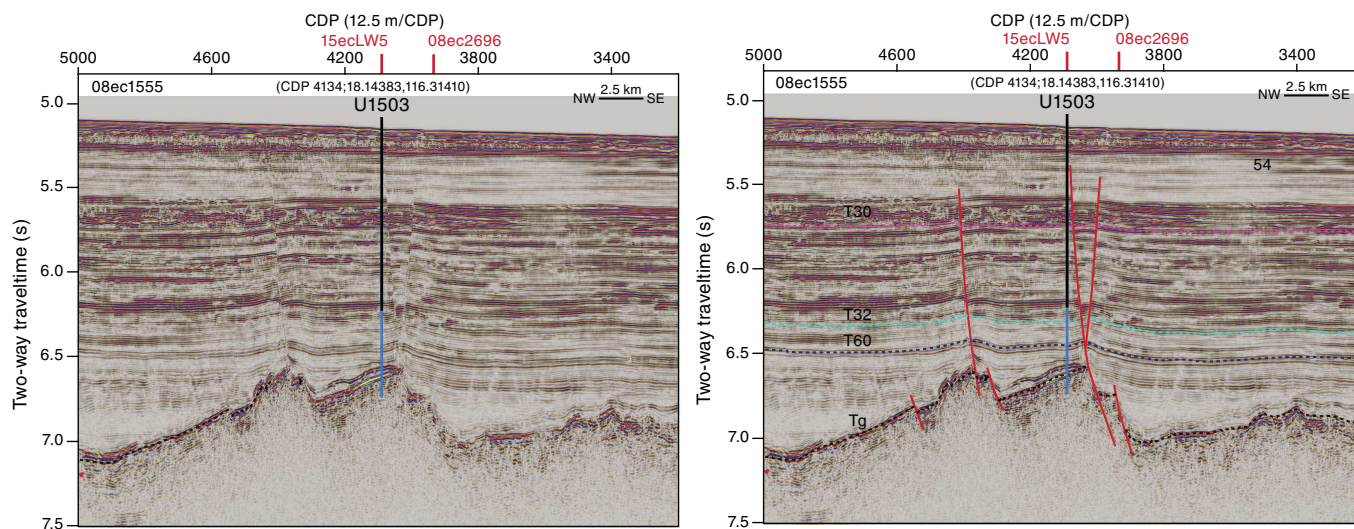 CDP (12.5 m/CDP)
15ecLW5 08ec2696
5000 4600 4200 3800 3400
08ec1555 (CDP 4134;18.14383,116.31410) 2.5 km
NW SE
U1503
Two-way traveltime (s)
5.0
5.5
6.0
6.5
7.0
7.5
CDP (12.5 m/CDP)
15ecLW5 08ec2696
5000 4600 4200 3800 3400
08ec1555 (CDP 4134;18.14383,116.31410) 2.5 km
NW SE
U1503
Two-way traveltime (s)
5.0
5.5
6.0
6.5
7.0
7.5
54
T30
T32
T60
Tg